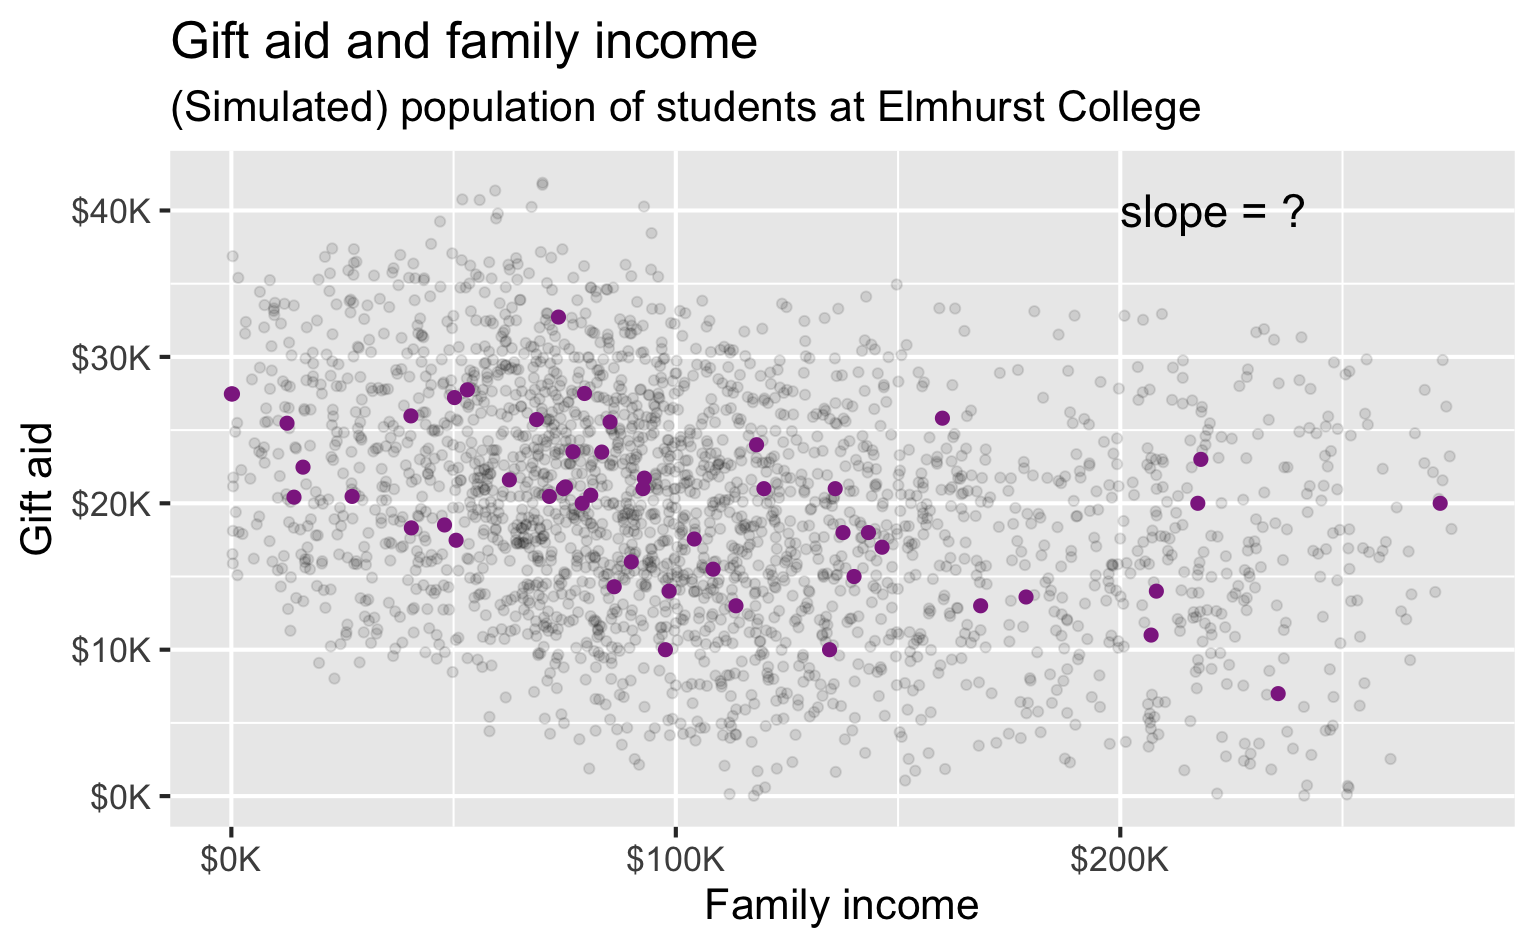 Gift aid and family income
(Simulated) population of students at Elmhurst College
slope = ?
$40K
$30K
$20K
$10K
$0K
Gift aid
$0K
$100K
$200K
Family income